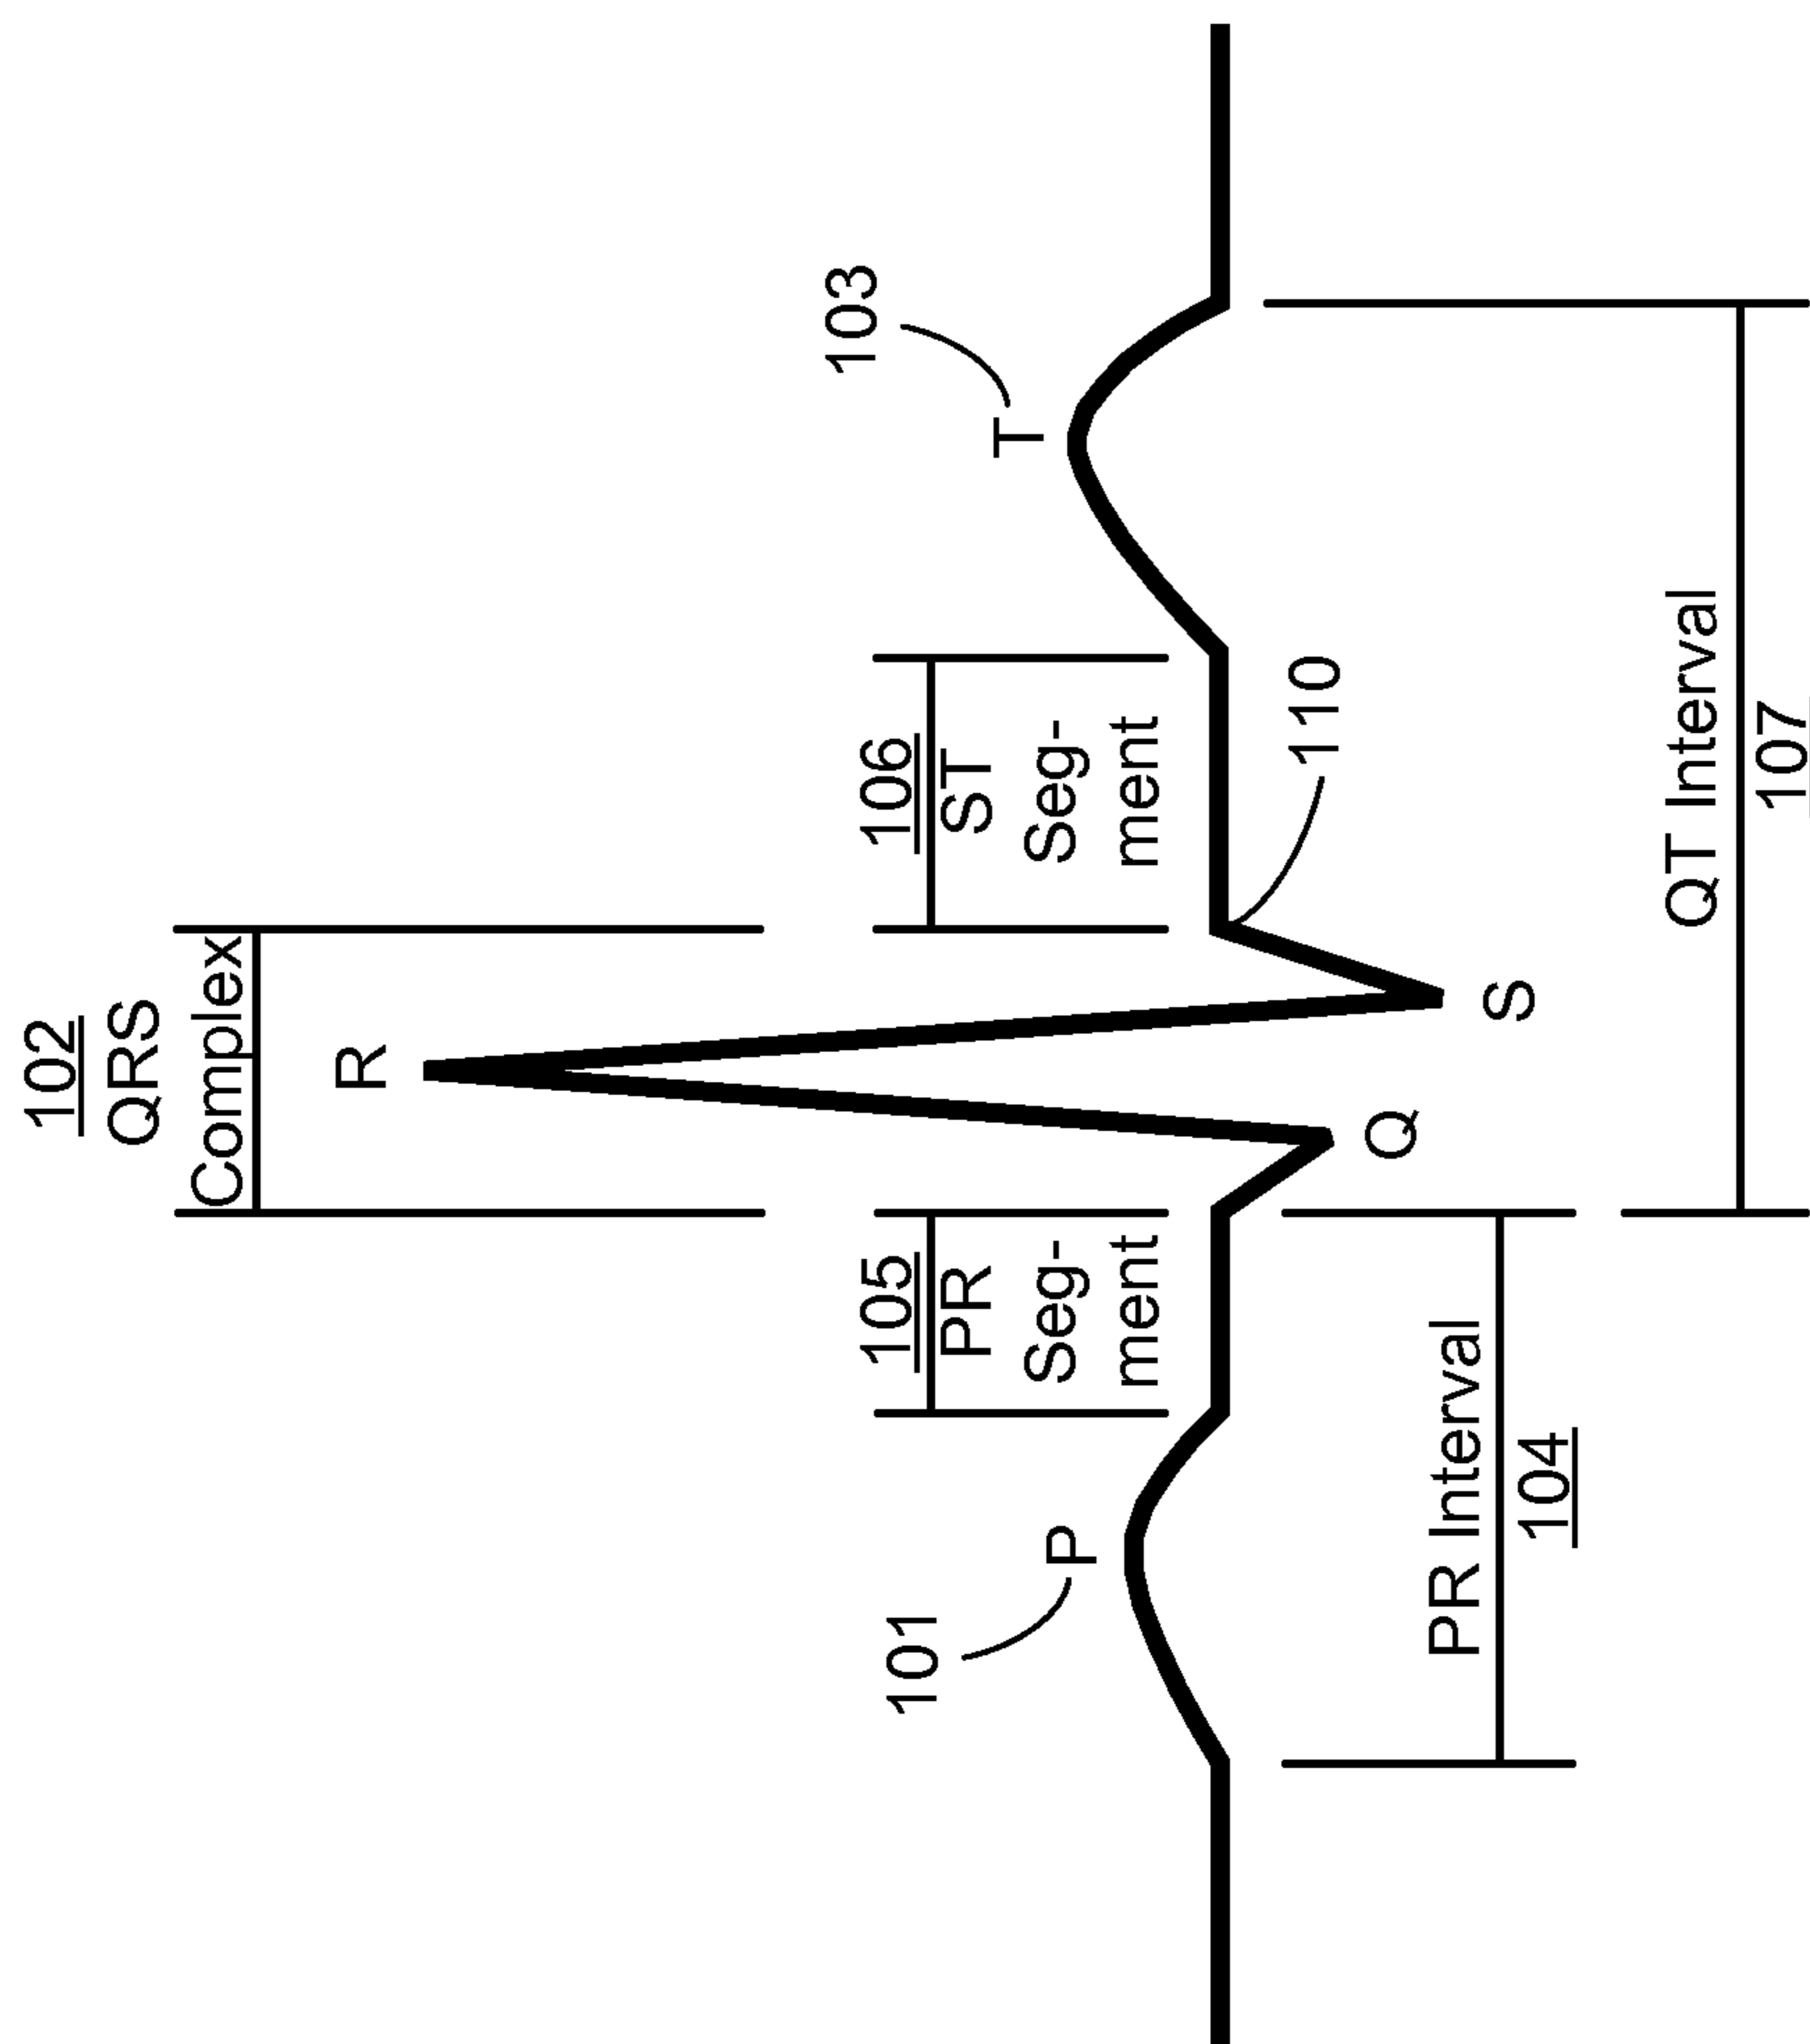 102
QRS
Complex
R
101
P
105
PR
Seg-
ment
106
ST
Seg-
ment
103
T
110
Q
S
PR Interval
104
QT Interval
107